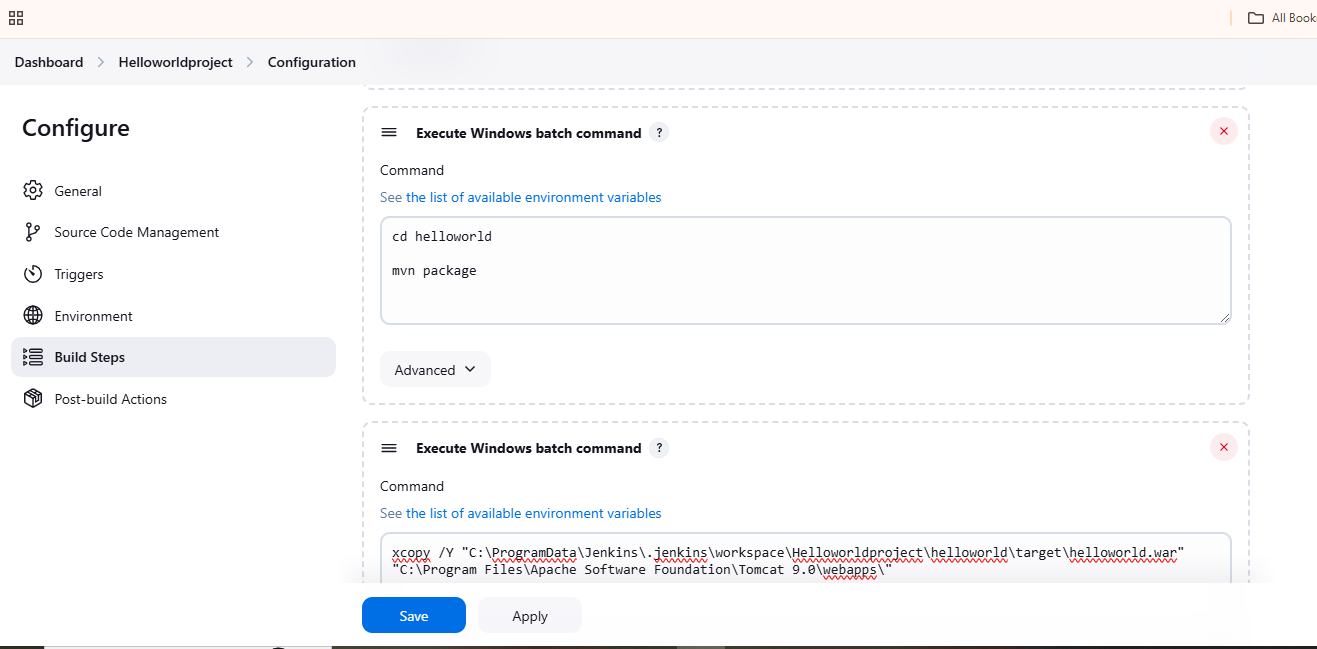 All Book
Dashboard > Helloworldproject > Configuration
Configure
General
Source Code Management
Triggers
Environment
Build Steps
Post-build Actions
Execute Windows batch command ?
Command
See the list of available environment variables
cd helloworld
mvn package
Advanced
Execute Windows batch command ?
Command
See the list of available environment variables
xcopy /Y "C:\ProgramData\Jenkins\.jenkins\workspace\Helloworldproject\helloworld\target\helloworld.war"
"C:\Program Files\Apache Software Foundation\Tomcat 9.0\webapps\"
Save
Apply